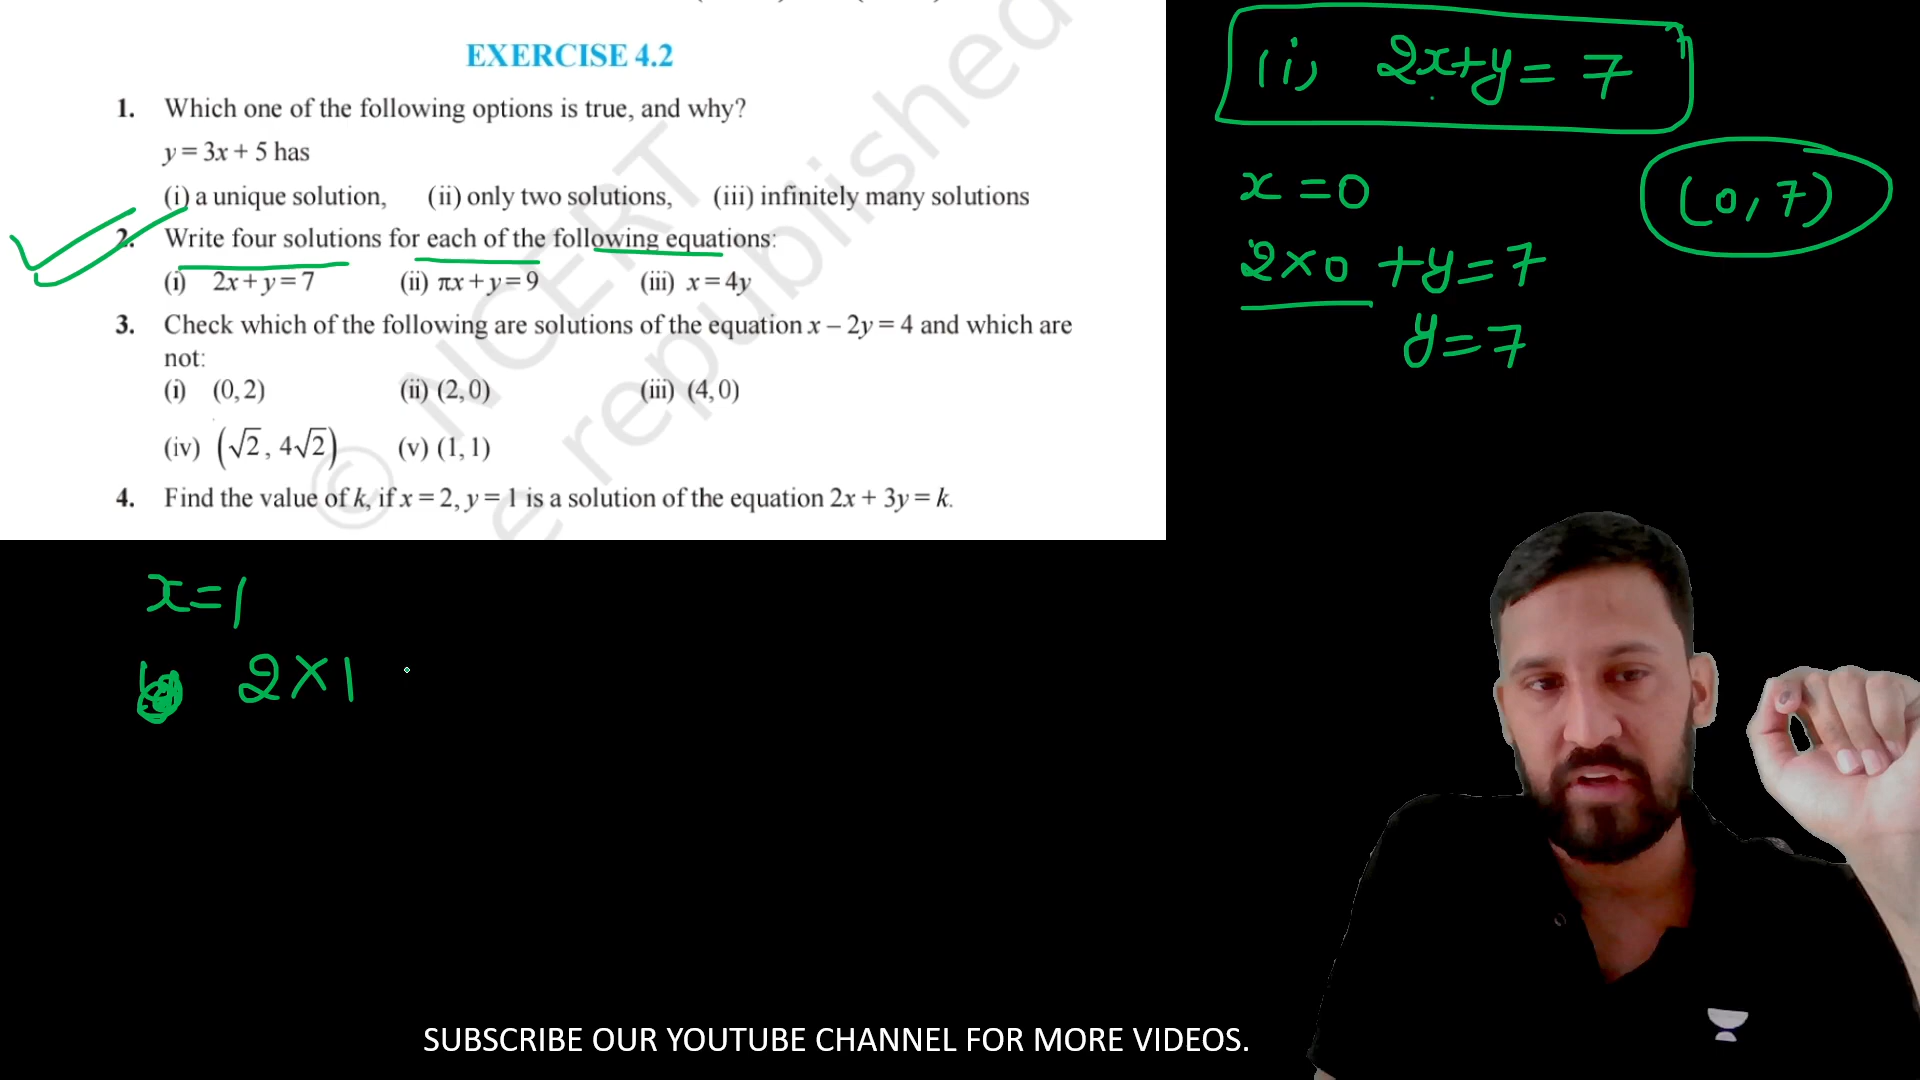 EXERCISE 4.2
1. Which one of the following options is true, and why?
y = 3x + 5 has
(i) a unique solution, (ii) only two solutions, (iii) infinitely many solutions
2. Write four solutions for each of the following equations:
(i) 2x + y = 7 (ii) πx + y = 9 (iii) x = 4y
3. Check which of the following are solutions of the equation x – 2y = 4 and which are
not:
(i) (0, 2) (ii) (2, 0) (iii) (4, 0)
(iv) (√2, 4√2) (v) (1, 1)
4. Find the value of k, if x = 2, y = 1 is a solution of the equation 2x + 3y = k.
© NCERT
republished
(i) 2x+y = 7
x = 0
(0, 7)
2×0 + y = 7
y = 7
x = 1
2×1
SUBSCRIBE OUR YOUTUBE CHANNEL FOR MORE VIDEOS.